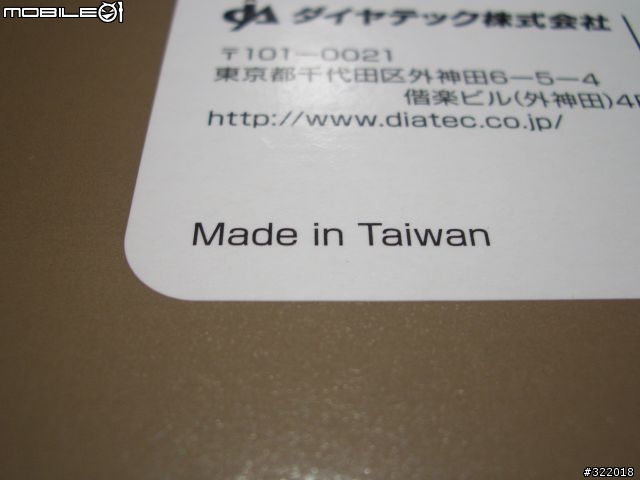 MOBILE01
ダイヤテック株式会社
〒101-0021
東京都千代田区外神田6-5-4
偕楽ビル(外神田)4F
http://www.diatec.co.jp/
Made in Taiwan
#322018